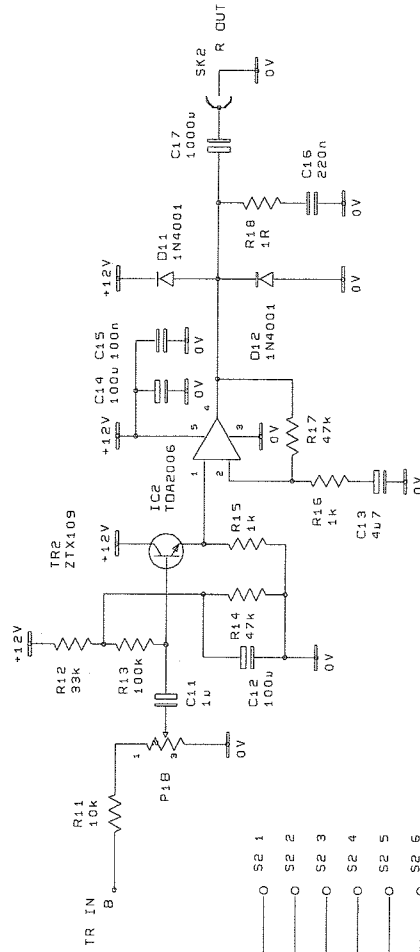 TR IN
B
R11
10k
P1B
1
3
0V
C11
1u
+12V
R12
33k
R13
100k
R14
47k
C12
100u
0V
TR2
ZTX109
+12V
R15
1k
IC2
TDA2006
1
2
3
4
5
+12V
C14
100u
C15
100n
0V
0V
0V
R17
47k
R16
1k
C13
4u7
0V
+12V
D11
1N4001
D12
1N4001
0V
R18
1R
C16
220n
0V
C17
1000u
SK2
R OUT
0V
S2 1
S2 2
S2 3
S2 4
S2 5
S2 6